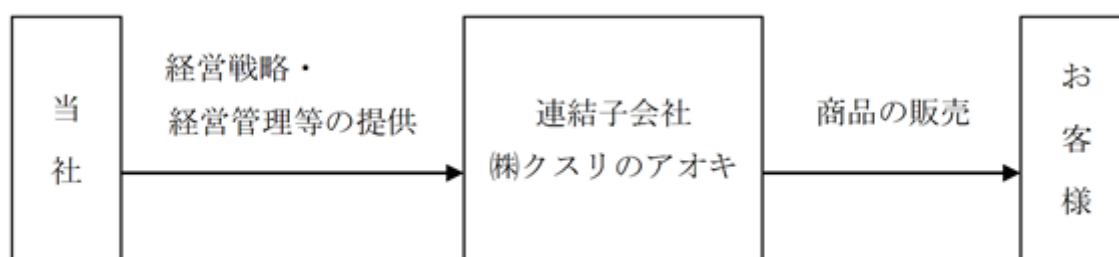 当社
経営戦略・
経営管理等の提供
連結子会社
㈱クスリのアオキ
商品の販売
お客様